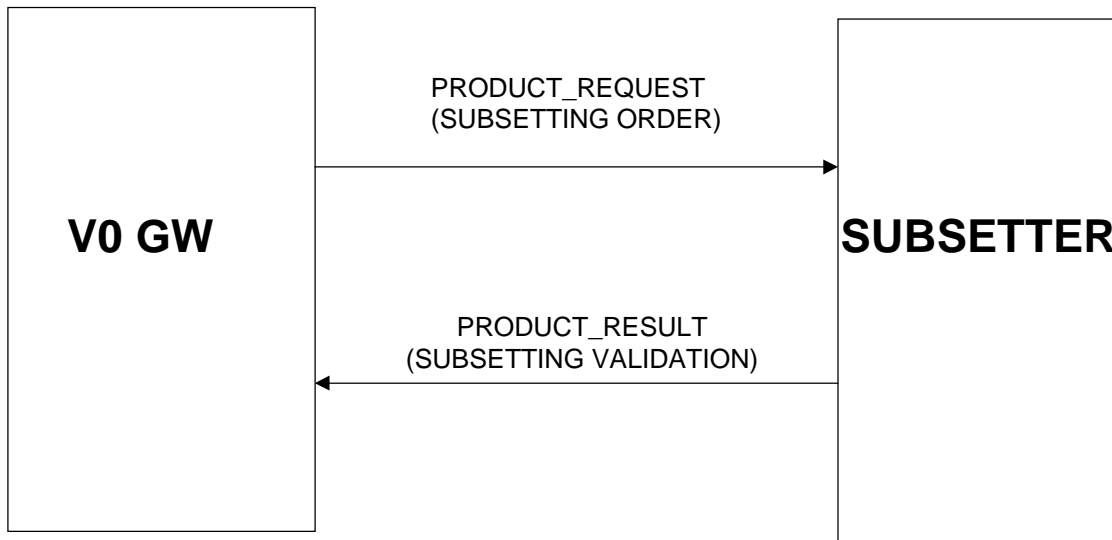 PRODUCT_REQUEST
(SUBSETTING ORDER)
V0 GW
SUBSETTER
PRODUCT_RESULT
(SUBSETTING VALIDATION)